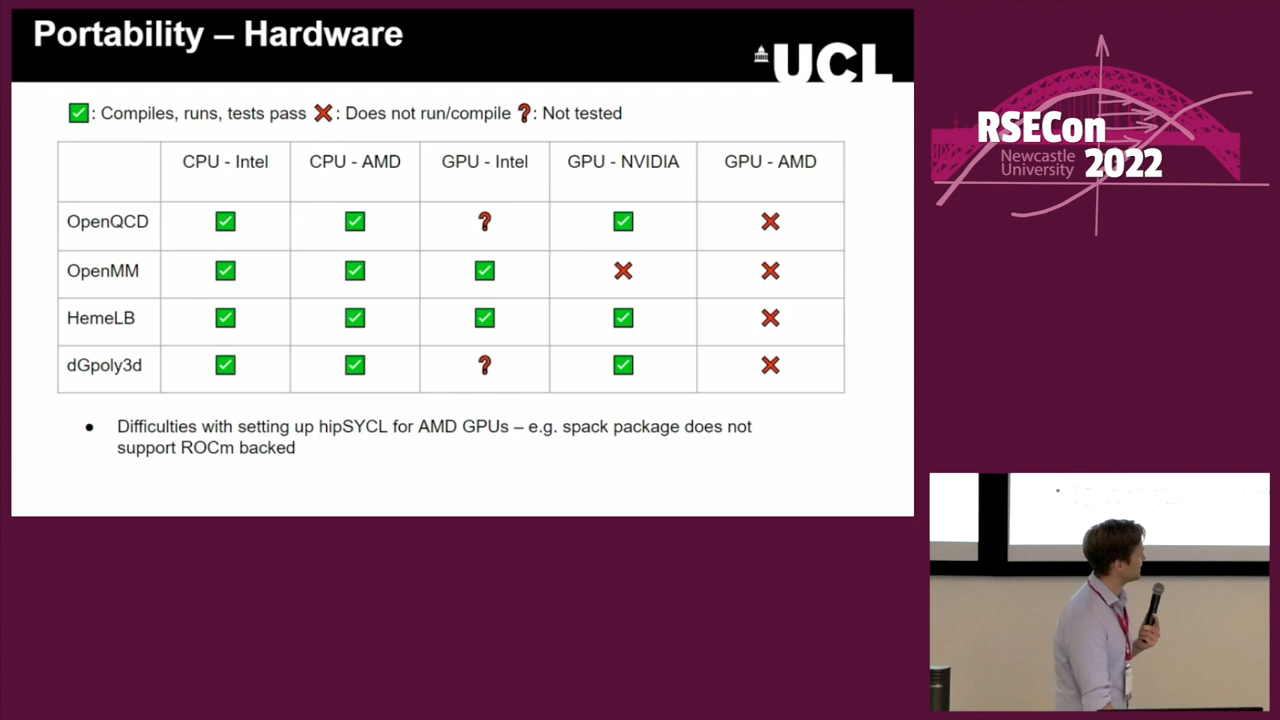 Portability – Hardware
UCL
✅: Compiles, runs, tests pass ❌: Does not run/compile ❓: Not tested
CPU - Intel CPU - AMD GPU - Intel GPU - NVIDIA GPU - AMD
OpenQCD ✅ ✅ ❓ ✅ ❌
OpenMM ✅ ✅ ✅ ❌ ❌
HemeLB ✅ ✅ ✅ ✅ ❌
dGpoly3d ✅ ✅ ❓ ✅ ❌
● Difficulties with setting up hipSYCL for AMD GPUs – e.g. spack package does not
support ROCm backed
RSECon
Newcastle
University 2022